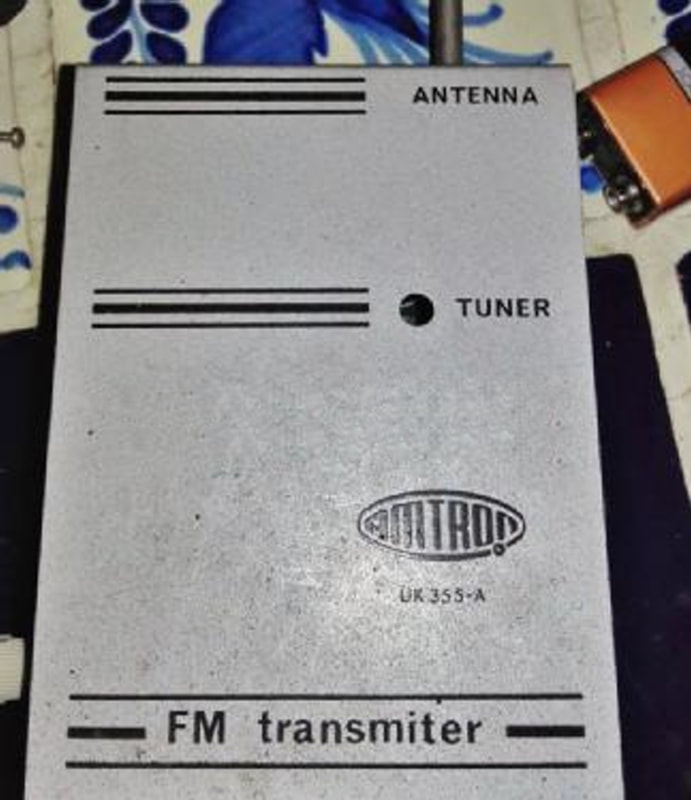 ANTENNA
TUNER
AMTRON
UK 355-A
FM transmiter